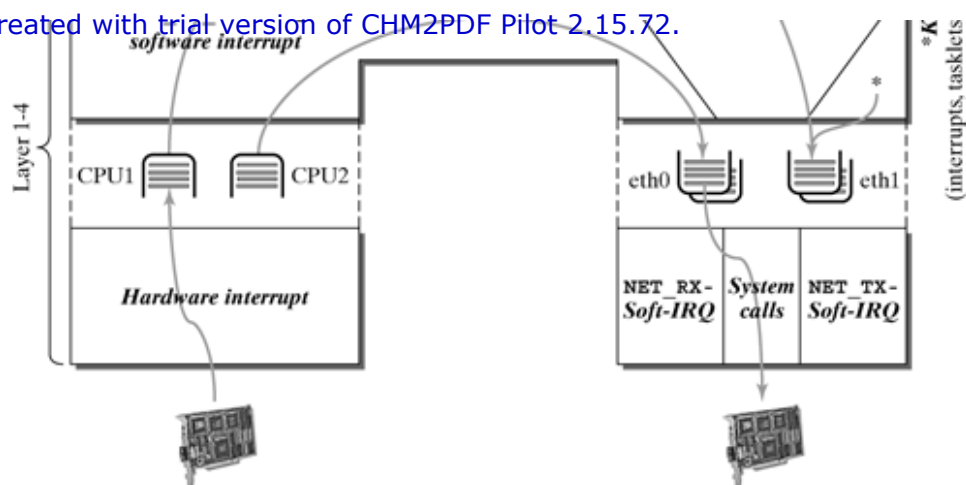 reated with trial version of CHM2PDF Pilot 2.15.72.
software interrupt
*K
(interrupts, tasklets
Layer 1-4
*
CPU1
CPU2
eth0
eth1
Hardware interrupt
NET_RX-
Soft-IRQ
System
calls
NET_TX-
Soft-IRQ